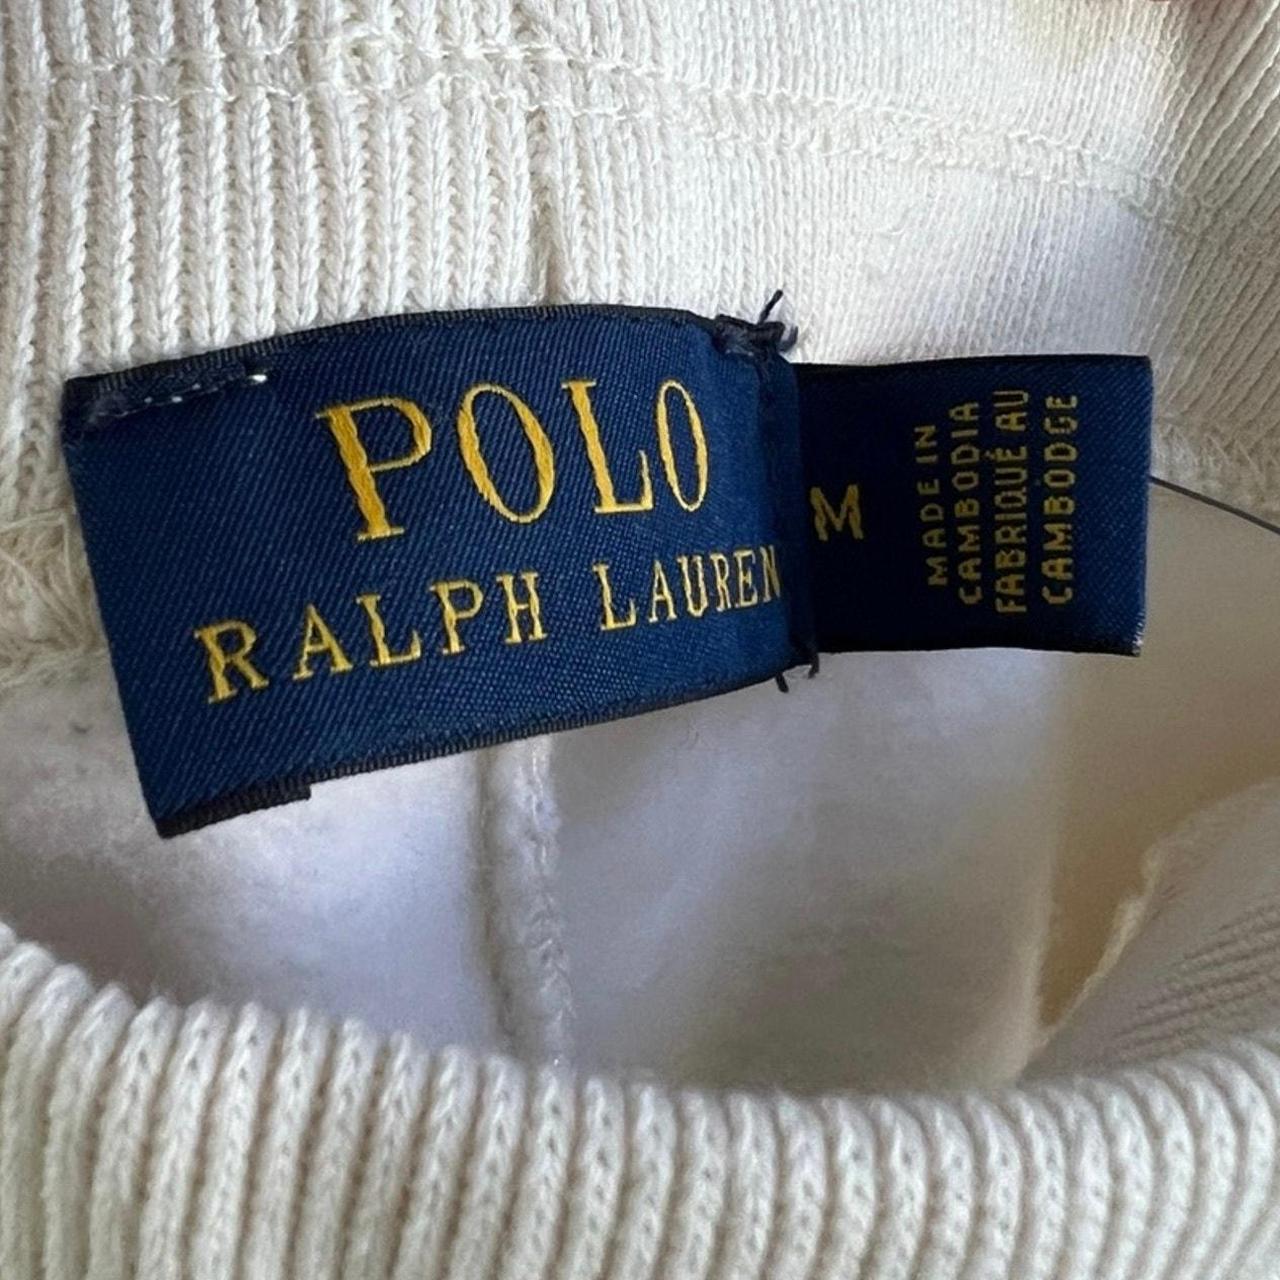 POLO
RALPH LAUREN
M
MADE IN
CAMBODIA
FABRIQUÉ AU
CAMBODGE